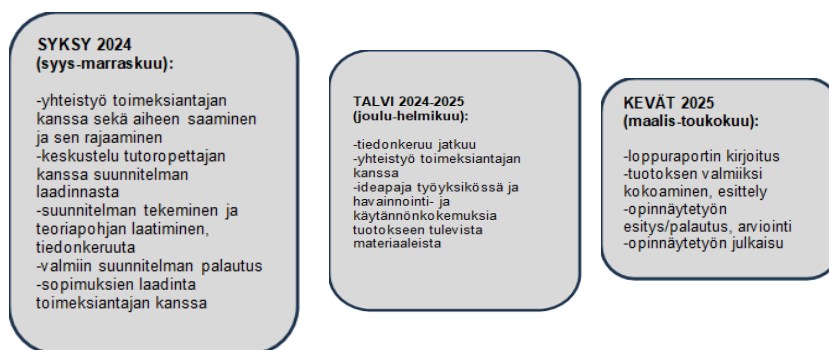 SYKSY 2024
(syys-marraskuu):
-yhteistyö toimeksiantajan
kanssa sekä aiheen saaminen
ja sen rajaaminen
-keskustelu tutoropettajan
kanssa suunnitelman
laadinnasta
-suunnitelman tekeminen ja
teoriapohjan laatiminen,
tiedonkeruuta
-valmiin suunnitelman palautus
-sopimuksien laadinta
toimeksiantajan kanssa
TALVI 2024-2025
(joulu-helmikuu):
-tiedonkeruu jatkuu
-yhteistyö toimeksiantajan
kanssa
-ideapaja työyksikössä ja
havainnointi- ja
käytännönkokemuksia
tuotokseen tulevista
materiaaleista
KEVÄT 2025
(maalis-toukokuu):
-loppuraportin kirjoitus
-tuotoksen valmiiksi
kokoaminen, esittely
-opinnäytetyön
esitys/palautus, arviointi
-opinnäytetyön julkaisu